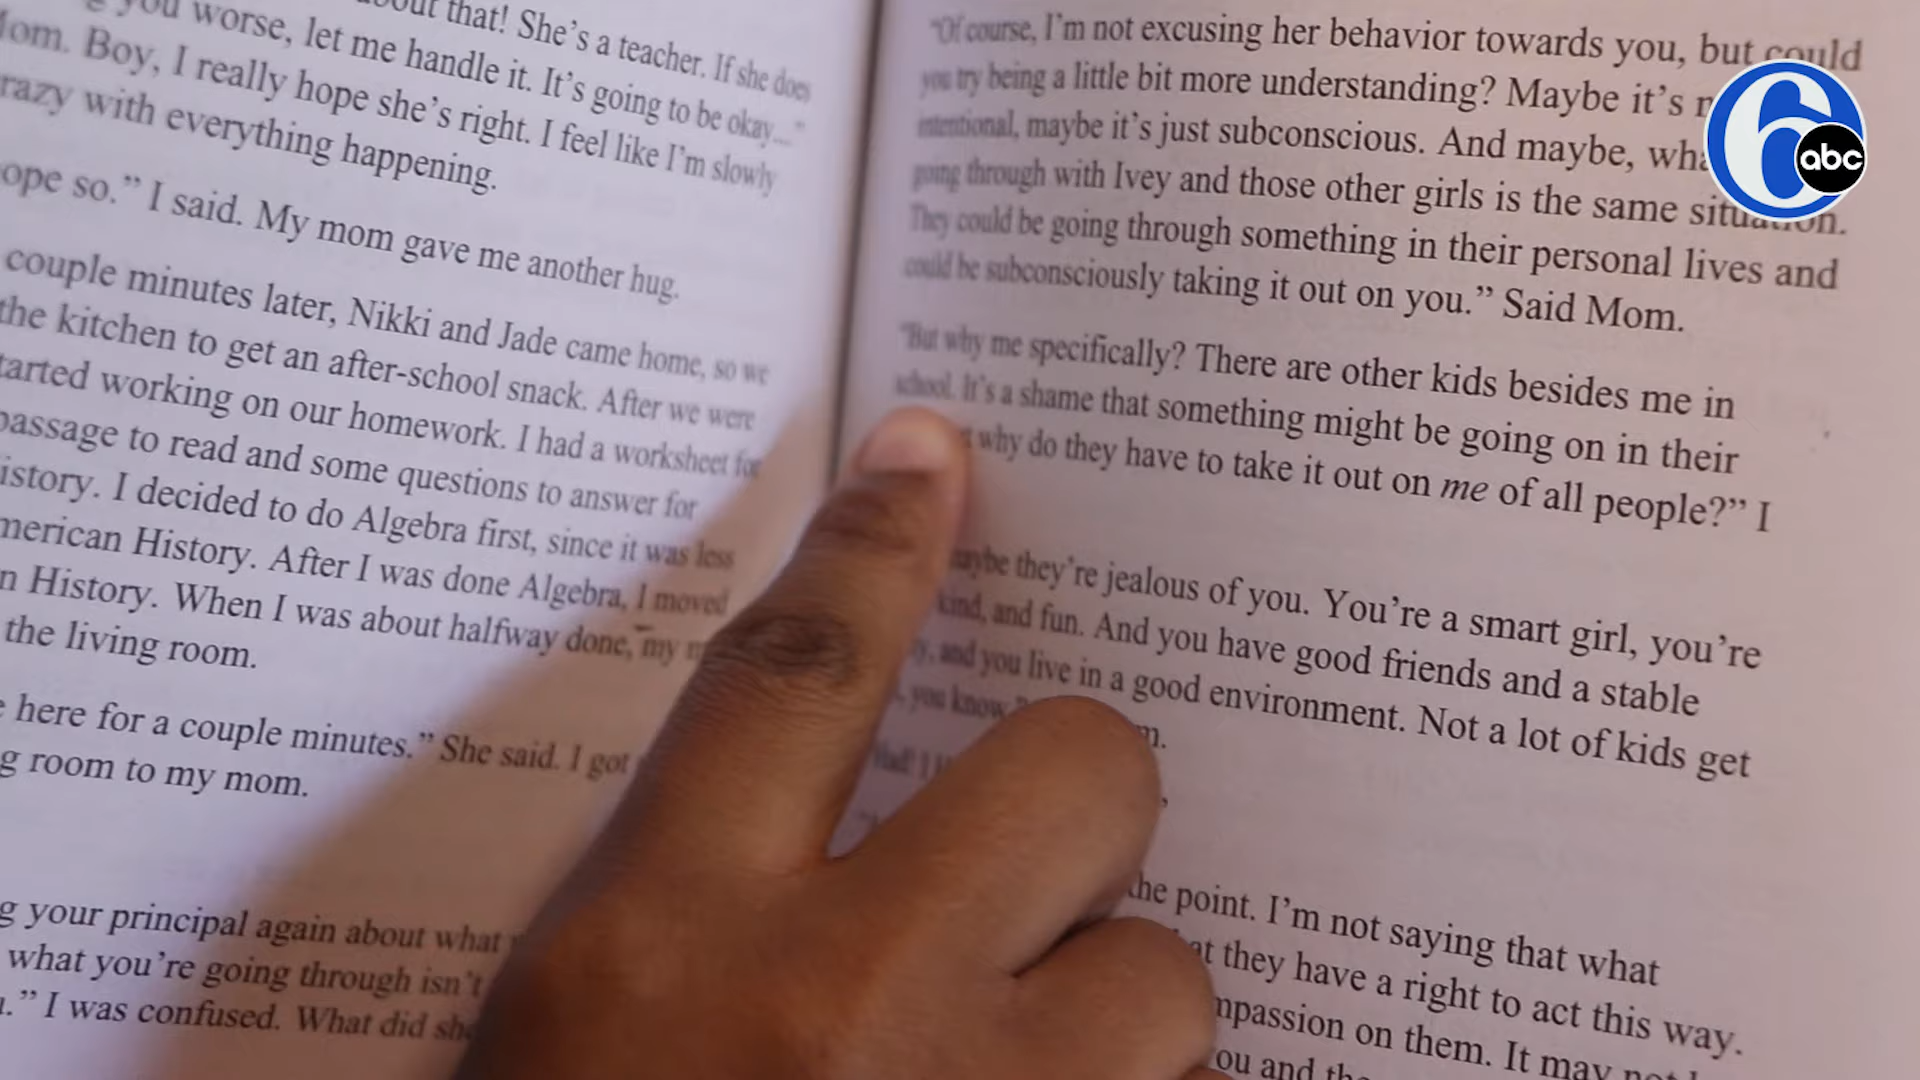 about that! She's a teacher. If she does
you worse, let me handle it. It's going to be okay..."
Mom. Boy, I really hope she's right. I feel like I'm slowly
crazy with everything happening.
ope so." I said. My mom gave me another hug.
couple minutes later, Nikki and Jade came home, so we
the kitchen to get an after-school snack. After we were
tarted working on our homework. I had a worksheet for
passage to read and some questions to answer for
istory. I decided to do Algebra first, since it was less
merican History. After I was done Algebra, I moved
n History. When I was about halfway done, my
the living room.
here for a couple minutes." She said. I got
g room to my mom.
g your principal again about what
what you're going through isn't
." I was confused. What did she
"Of course, I'm not excusing her behavior towards you, but could
you try being a little bit more understanding? Maybe it's
intentional, maybe it's just subconscious. And maybe, wha
going through with Ivey and those other girls is the same situation.
They could be going through something in their personal lives and
could be subconsciously taking it out on you." Said Mom.
"But why me specifically? There are other kids besides me in
school. It's a shame that something might be going on in their
why do they have to take it out on me of all people?" I
maybe they're jealous of you. You're a smart girl, you're
kind, and fun. And you have good friends and a stable
y, and you live in a good environment. Not a lot of kids get
, you know
the point. I'm not saying that what
at they have a right to act this way.
mpassion on them. It may not
ou and the
6 abc